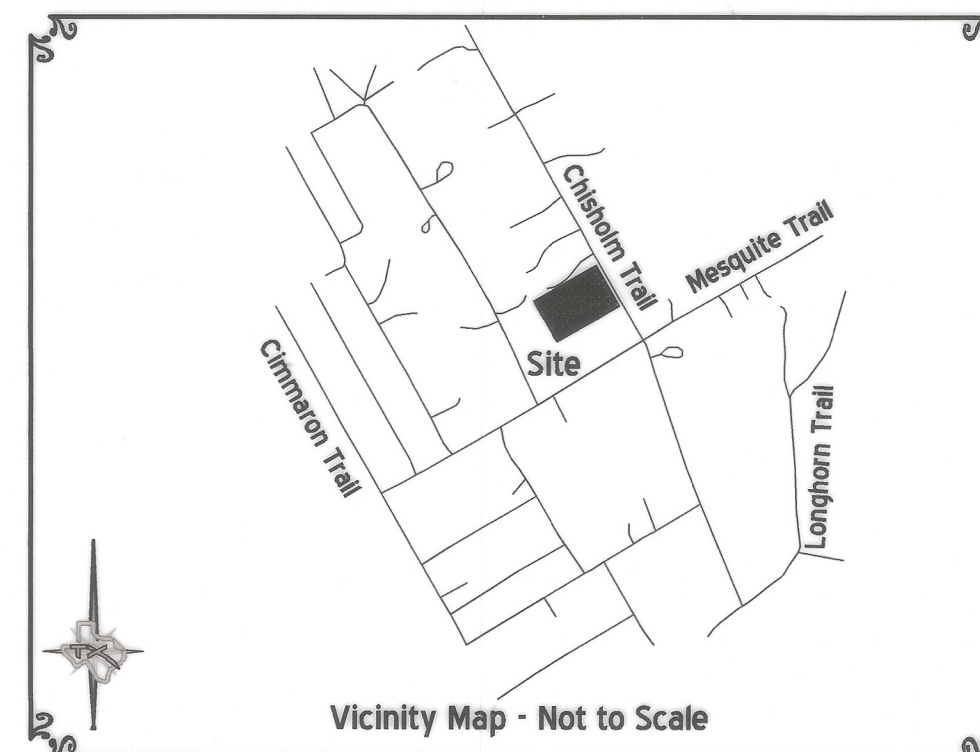 Chisholm Trail
Mesquite Trail
Site
Cimmaron Trail
Longhorn Trail
TX
Vicinity Map - Not to Scale